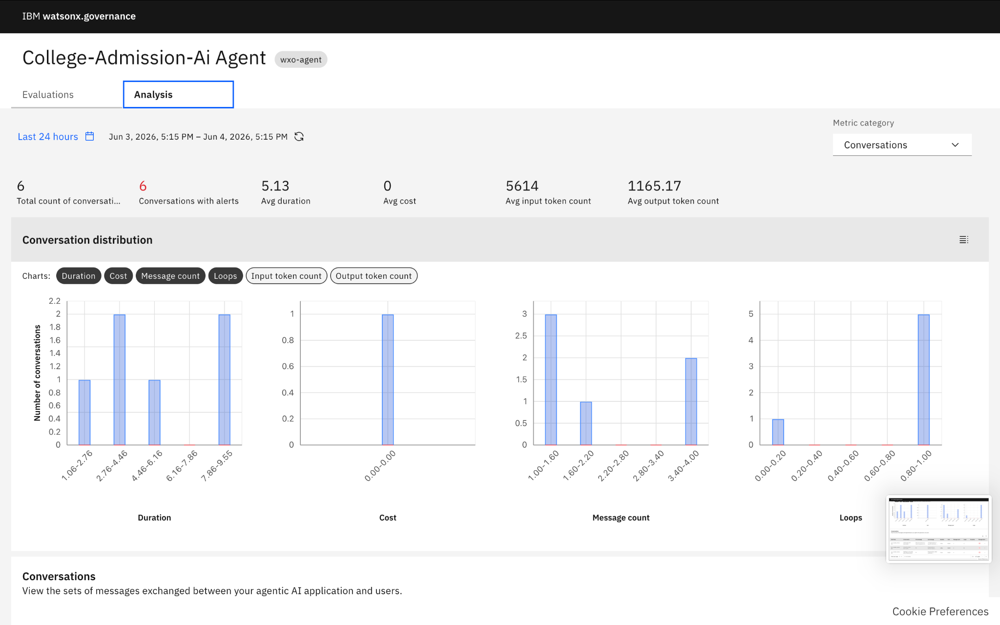 IBM watsonx.governance
College-Admission-Ai Agent wxo-agent
Evaluations Analysis
Last 24 hours Jun 3, 2026, 5:15 PM – Jun 4, 2026, 5:15 PM
Metric category
Conversations
6 6 5.13 0 5614 1165.17
Total count of conversati... Conversations with alerts Avg duration Avg cost Avg input token count Avg output token count
Conversation distribution
Charts: Duration Cost Message count Loops Input token count Output token count
Number of conversations
2.2
2
1.8
1.6
1.4
1.2
1
0.8
0.6
0.4
0.2
0
1.06-2.76 2.76-4.46 4.46-6.16 6.16-7.86 7.86-9.55
Duration
1
0.8
0.6
0.4
0.2
0
0.00-0.00
Cost
3
2.5
2
1.5
1
0.5
0
1.00-1.60 1.60-2.20 2.20-2.80 2.80-3.40 3.40-4.00
Message count
5
4
3
2
1
0
0.00-0.20 0.20-0.40 0.40-0.60 0.60-0.80 0.80-1.00
Loops
Conversations
View the sets of messages exchanged between your agentic AI application and users.
Cookie Preferences